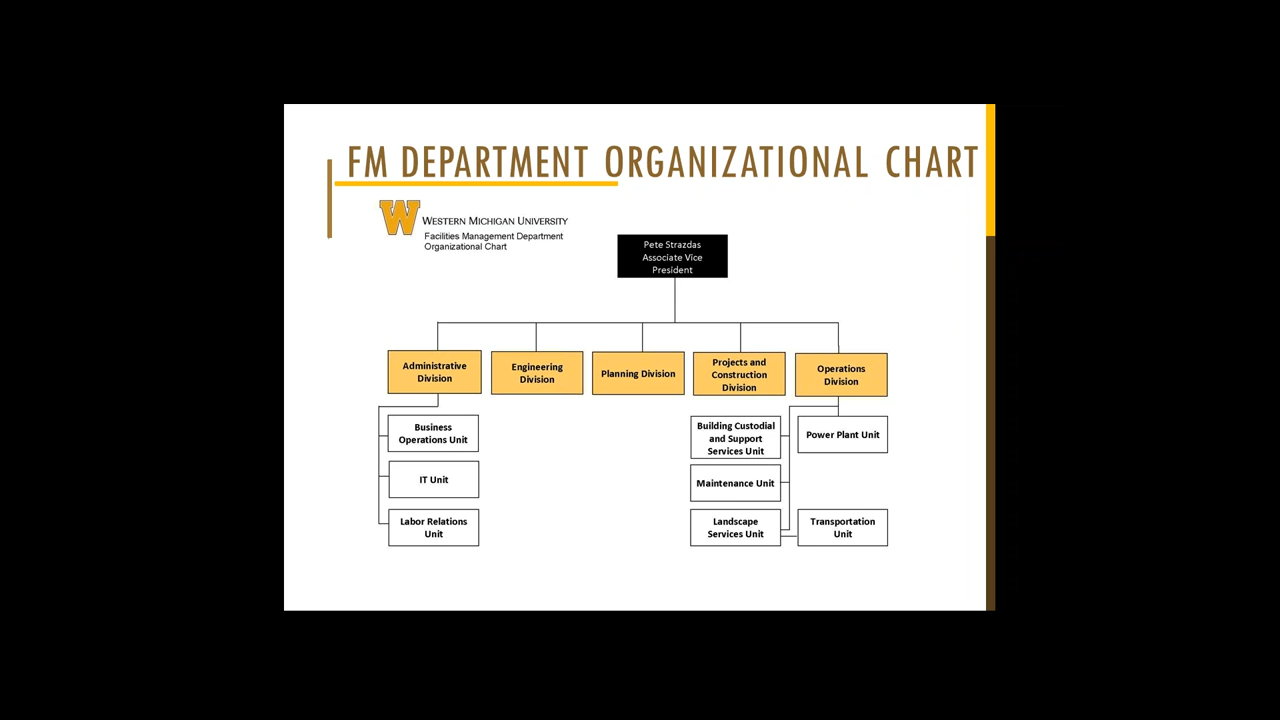 FM DEPARTMENT ORGANIZATIONAL CHART
W
WESTERN MICHIGAN UNIVERSITY
Facilities Management Department
Organizational Chart
Pete Strazdas
Associate Vice
President
Administrative
Division
Engineering
Division
Planning Division
Projects and
Construction
Division
Operations
Division
Business
Operations Unit
IT Unit
Labor Relations
Unit
Building Custodial
and Support
Services Unit
Power Plant Unit
Maintenance Unit
Landscape
Services Unit
Transportation
Unit